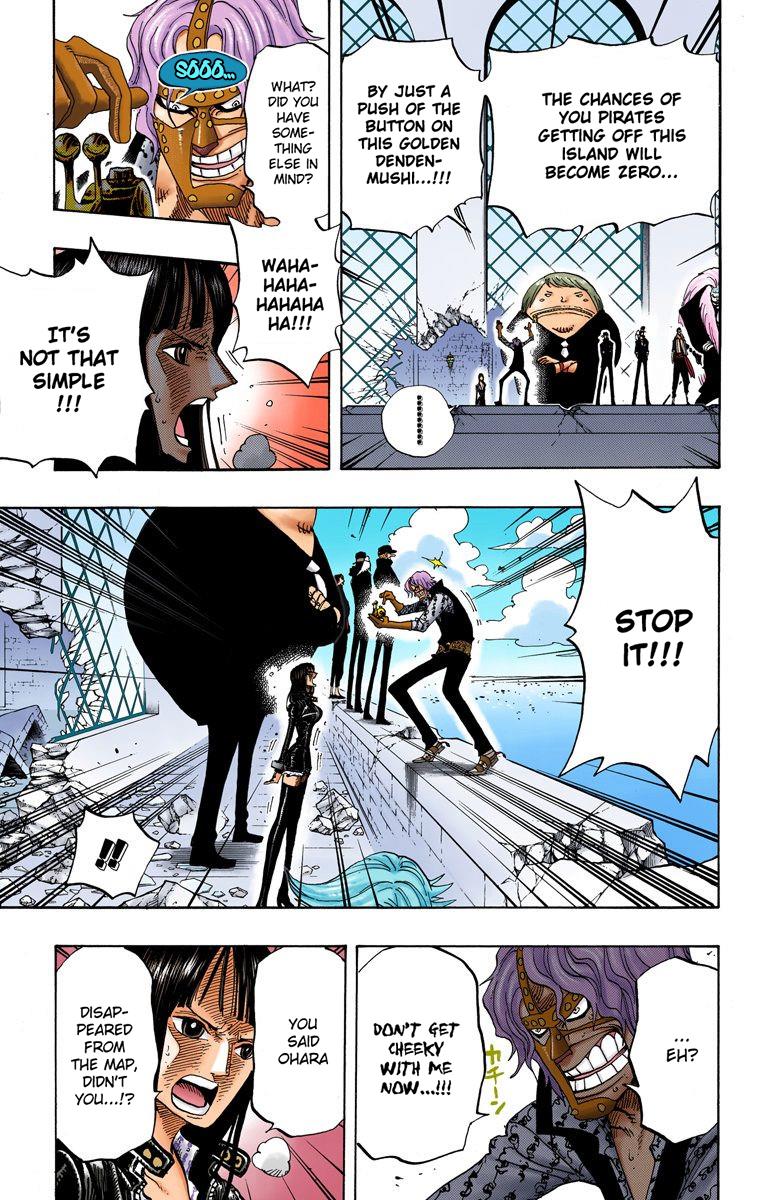 THE CHANCES OF
YOU PIRATES
GETTING OFF THIS
ISLAND WILL
BECOME ZERO...
BY JUST A
PUSH OF THE
BUTTON ON
THIS GOLDEN
DENDEN-
MUSHI...!!!
..........
SÔÔÔ...
WHAT?
DID YOU
HAVE
SOME-
THING
ELSE IN
MIND?
WAHA-
HAHA-
HAHAHA
HA!!!
IT'S
NOT THAT
SIMPLE
!!!
STOP
IT!!!
!!
...
EH?
DON'T GET
CHEEKY
WITH ME
NOW...!!!
カチーン
YOU
SAID
OHARA
DISAP-
PEARED
FROM
THE MAP,
DIDN'T
YOU...!?